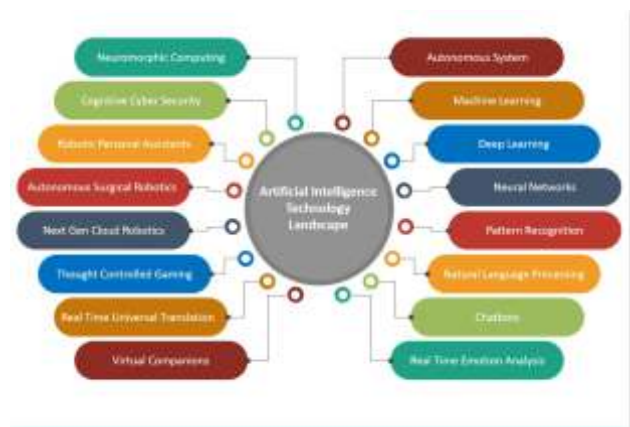 Neuromorphic Computing
Cognitive Cyber Security
Robotic Personal Assistants
Autonomous Surgical Robotics
Next Gen Cloud Robotics
Thought Controlled Gaming
Real Time Universal Translation
Virtual Companions
Artificial Intelligence
Technology
Landscape
Autonomous System
Machine Learning
Deep Learning
Neural Networks
Pattern Recognition
Natural Language Processing
Chatbots
Real Time Emotion Analysis